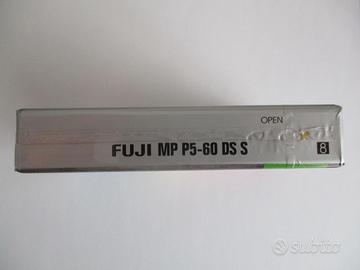 OPEN
FUJI MP P5-60 DS S
8
subito